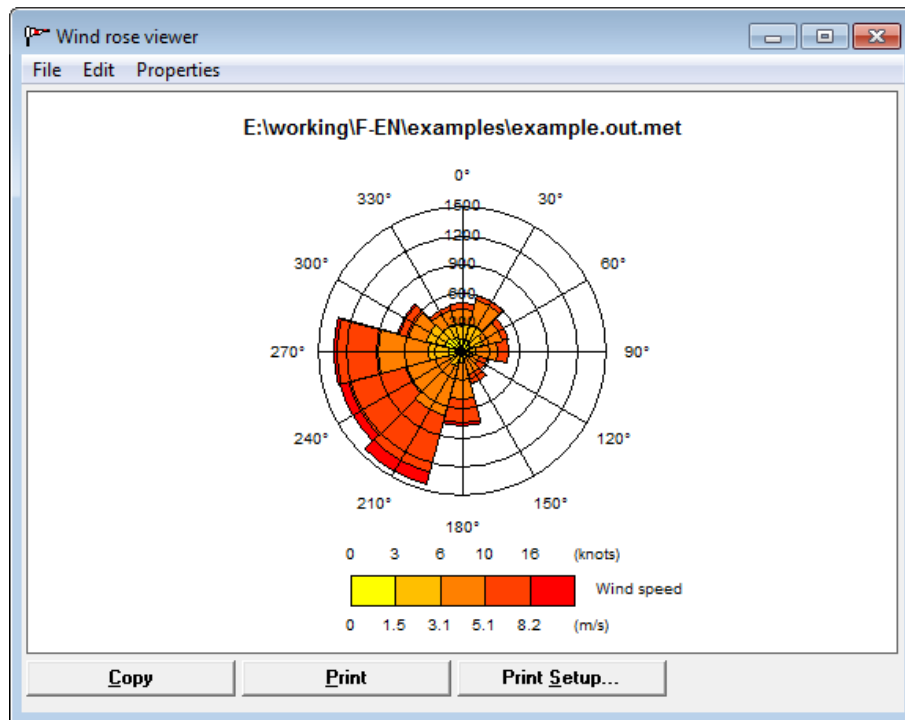 Wind rose viewer
File Edit Properties
E:\working\F-EN\examples\example.out.met
0°
330° 30°
1500
1200
300° 60°
900
600
300
270° 90°
240° 120°
210° 150°
180°
0 3 6 10 16 (knots)
Wind speed
0 1.5 3.1 5.1 8.2 (m/s)
Copy Print Print Setup...